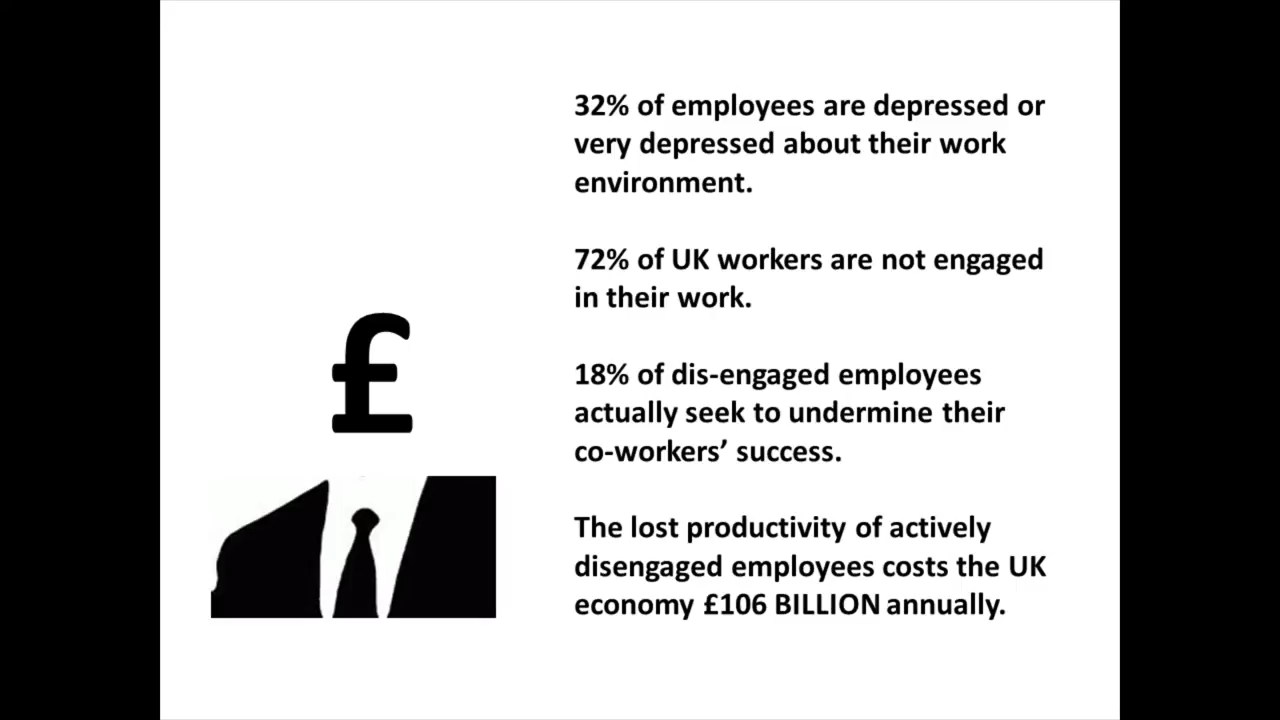 32% of employees are depressed or
very depressed about their work
environment.
72% of UK workers are not engaged
in their work.
£
18% of dis-engaged employees
actually seek to undermine their
co-workers’ success.
The lost productivity of actively
disengaged employees costs the UK
economy £106 BILLION annually.